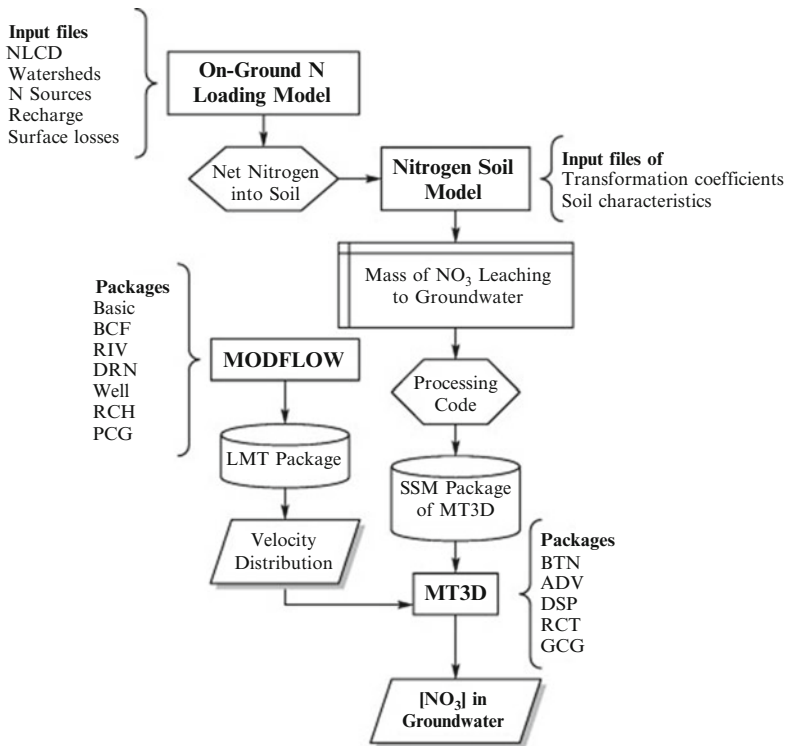 Input files
NLCD
Watersheds
N Sources
Recharge
Surface losses
On-Ground N
Loading Model
Net Nitrogen
into Soil
Nitrogen Soil
Model
Input files of
Transformation coefficients
Soil characteristics
Mass of NO₃ Leaching
to Groundwater
Packages
Basic
BCF
RIV
DRN
Well
RCH
PCG
MODFLOW
Processing
Code
LMT Package
SSM Package
of MT3D
Velocity
Distribution
MT3D
Packages
BTN
ADV
DSP
RCT
GCG
[NO₃] in
Groundwater